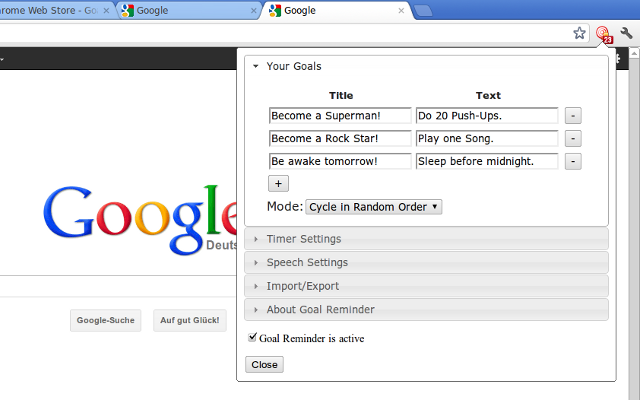 rome Web Store - Go
Google
Google
23
Your Goals
Title Text
Become a Superman! Do 20 Push-Ups. -
Become a Rock Star! Play one Song. -
Be awake tomorrow! Sleep before midnight. -
+
Mode: Cycle in Random Order
Google
Deuts
Timer Settings
Speech Settings
Import/Export
About Goal Reminder
Google-Suche
Auf gut Glück!
Goal Reminder is active
Close